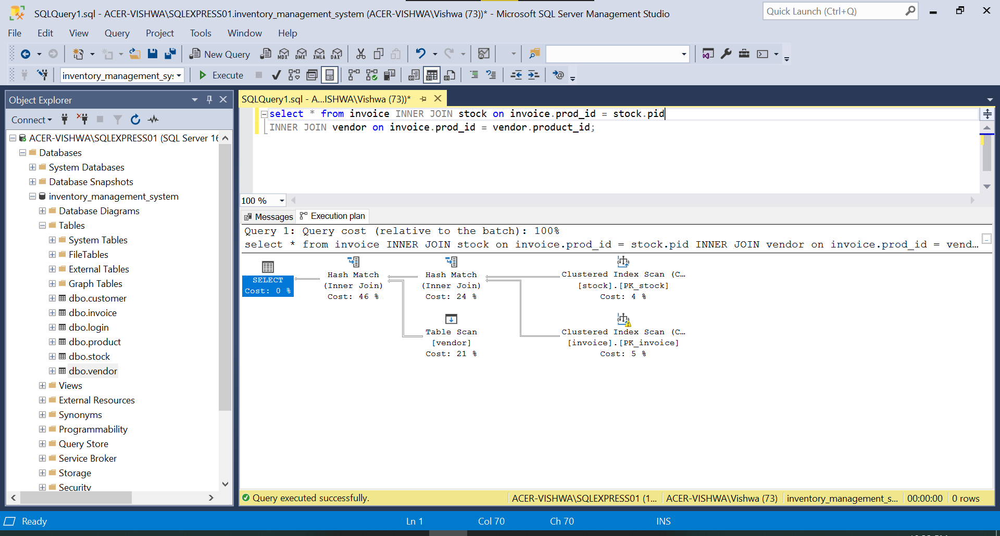 SQLQuery1.sql - ACER-VISHWA\SQLEXPRESS01.inventory_management_system (ACER-VISHWA\Vishwa (73))* - Microsoft SQL Server Management Studio
Quick Launch (Ctrl+Q)
File Edit View Query Project Tools Window Help
New Query MDX DMX XMLA DAX
inventory_management_sys Execute
Object Explorer
Connect
ACER-VISHWA\SQLEXPRESS01 (SQL Server 16
Databases
System Databases
Database Snapshots
inventory_management_system
Database Diagrams
Tables
System Tables
FileTables
External Tables
Graph Tables
dbo.customer
dbo.invoice
dbo.login
dbo.product
dbo.stock
dbo.vendor
Views
External Resources
Synonyms
Programmability
Query Store
Service Broker
Storage
Security
SQLQuery1.sql - A...ISHWA\Vishwa (73))*
select * from invoice INNER JOIN stock on invoice.prod_id = stock.pid
INNER JOIN vendor on invoice.prod_id = vendor.product_id;
100 %
Messages Execution plan
Query 1: Query cost (relative to the batch): 100%
select * from invoice INNER JOIN stock on invoice.prod_id = stock.pid INNER JOIN vendor on invoice.prod_id = vend...
SELECT
Cost: 0 %
Hash Match
(Inner Join)
Cost: 46 %
Hash Match
(Inner Join)
Cost: 24 %
Clustered Index Scan (C...
[stock].[PK_stock]
Cost: 4 %
Table Scan
[vendor]
Cost: 21 %
Clustered Index Scan (C...
[invoice].[PK_invoice]
Cost: 5 %
Query executed successfully. ACER-VISHWA\SQLEXPRESS01 (1... ACER-VISHWA\Vishwa (73) inventory_management_s... 00:00:00 0 rows
Ready Ln 1 Col 70 Ch 70 INS